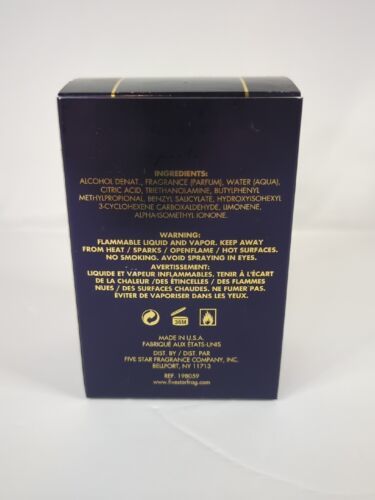 INGREDIENTS:
ALCOHOL DENAT., FRAGRANCE (PARFUM), WATER (AQUA),
CITRIC ACID, TRIETHANOLAMINE, BUTYLPHENYL
METHYLPROPIONAL, BENZYL SALICYLATE, HYDROXYISOHEXYL
3-CYCLOHEXENE CARBOXALDEHYDE, LIMONENE,
ALPHA-ISOMETHYL IONONE.
WARNING:
FLAMMABLE LIQUID AND VAPOR. KEEP AWAY
FROM HEAT / SPARKS / OPENFLAME / HOT SURFACES.
NO SMOKING. AVOID SPRAYING IN EYES.
AVERTISSEMENT:
LIQUIDE ET VAPEUR INFLAMMABLES. TENIR À L'ÉCART
DE LA CHALEUR /DES ÉTINCELLES / DES FLAMMES
NUES / DES SURFACES CHAUDES. NE FUMER PAS.
ÉVITER DE VAPORISER DANS LES YEUX.
36M
MADE IN U.S.A.
FABRIQUÉ AUX ÉTATS-UNIS
DIST. BY / DIST. PAR
FIVE STAR FRAGRANCE COMPANY, INC.
BELLPORT, NY 11713
REF. 198059
www.fivestarfrag.com